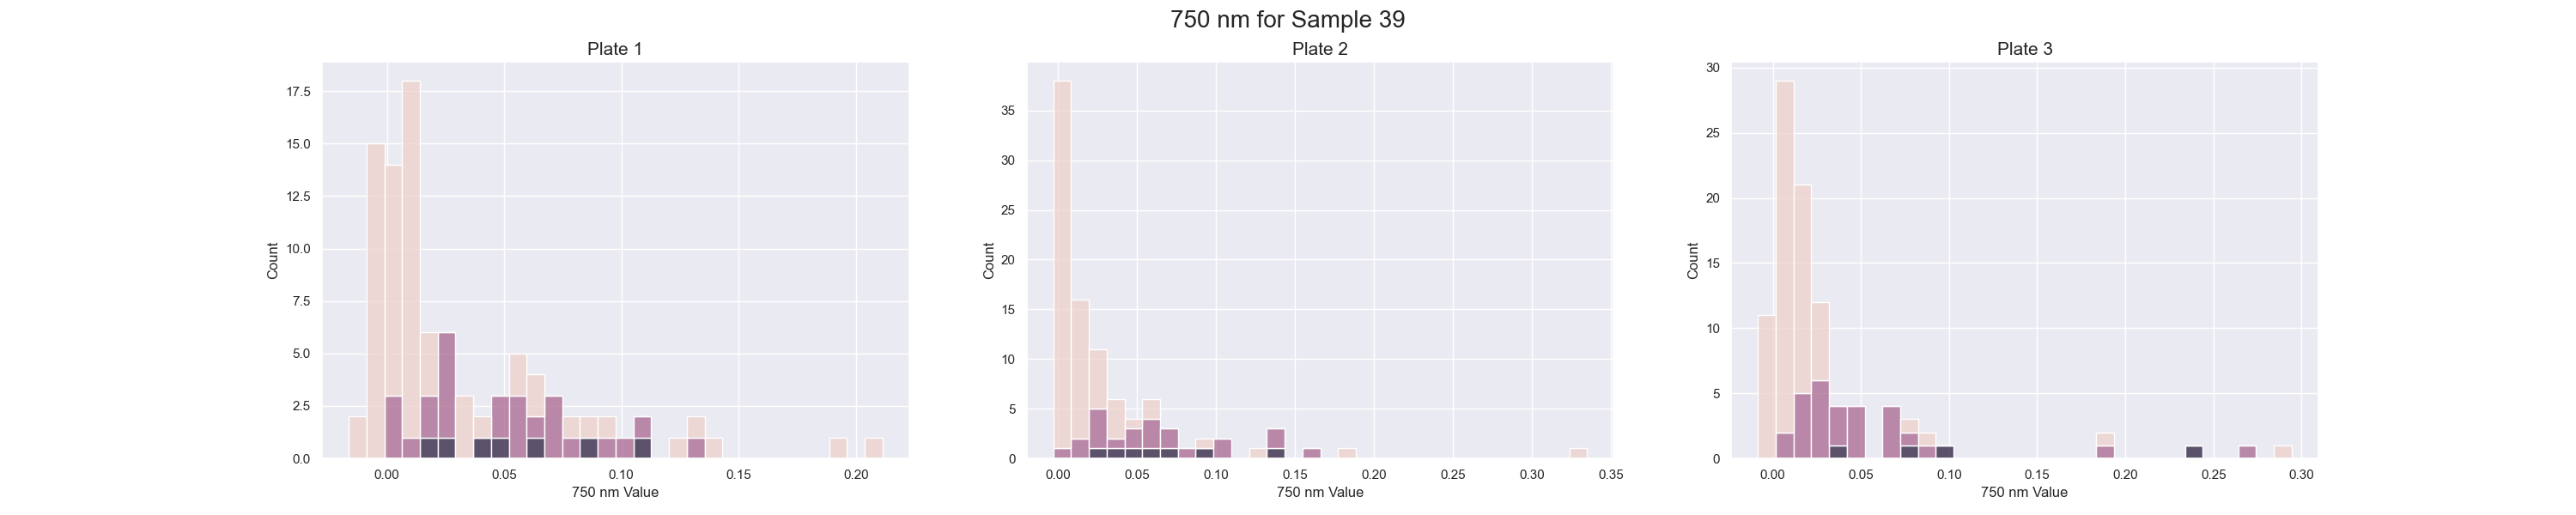 750 nm for Sample 39
Plate 1
17.5
15.0
12.5
10.0
7.5
5.0
2.5
0.0
Count
0.00 0.05 0.10 0.15 0.20
750 nm Value
Plate 2
35
30
25
20
15
10
5
0
Count
0.00 0.05 0.10 0.15 0.20 0.25 0.30 0.35
750 nm Value
Plate 3
30
25
20
15
10
5
0
Count
0.00 0.05 0.10 0.15 0.20 0.25 0.30
750 nm Value